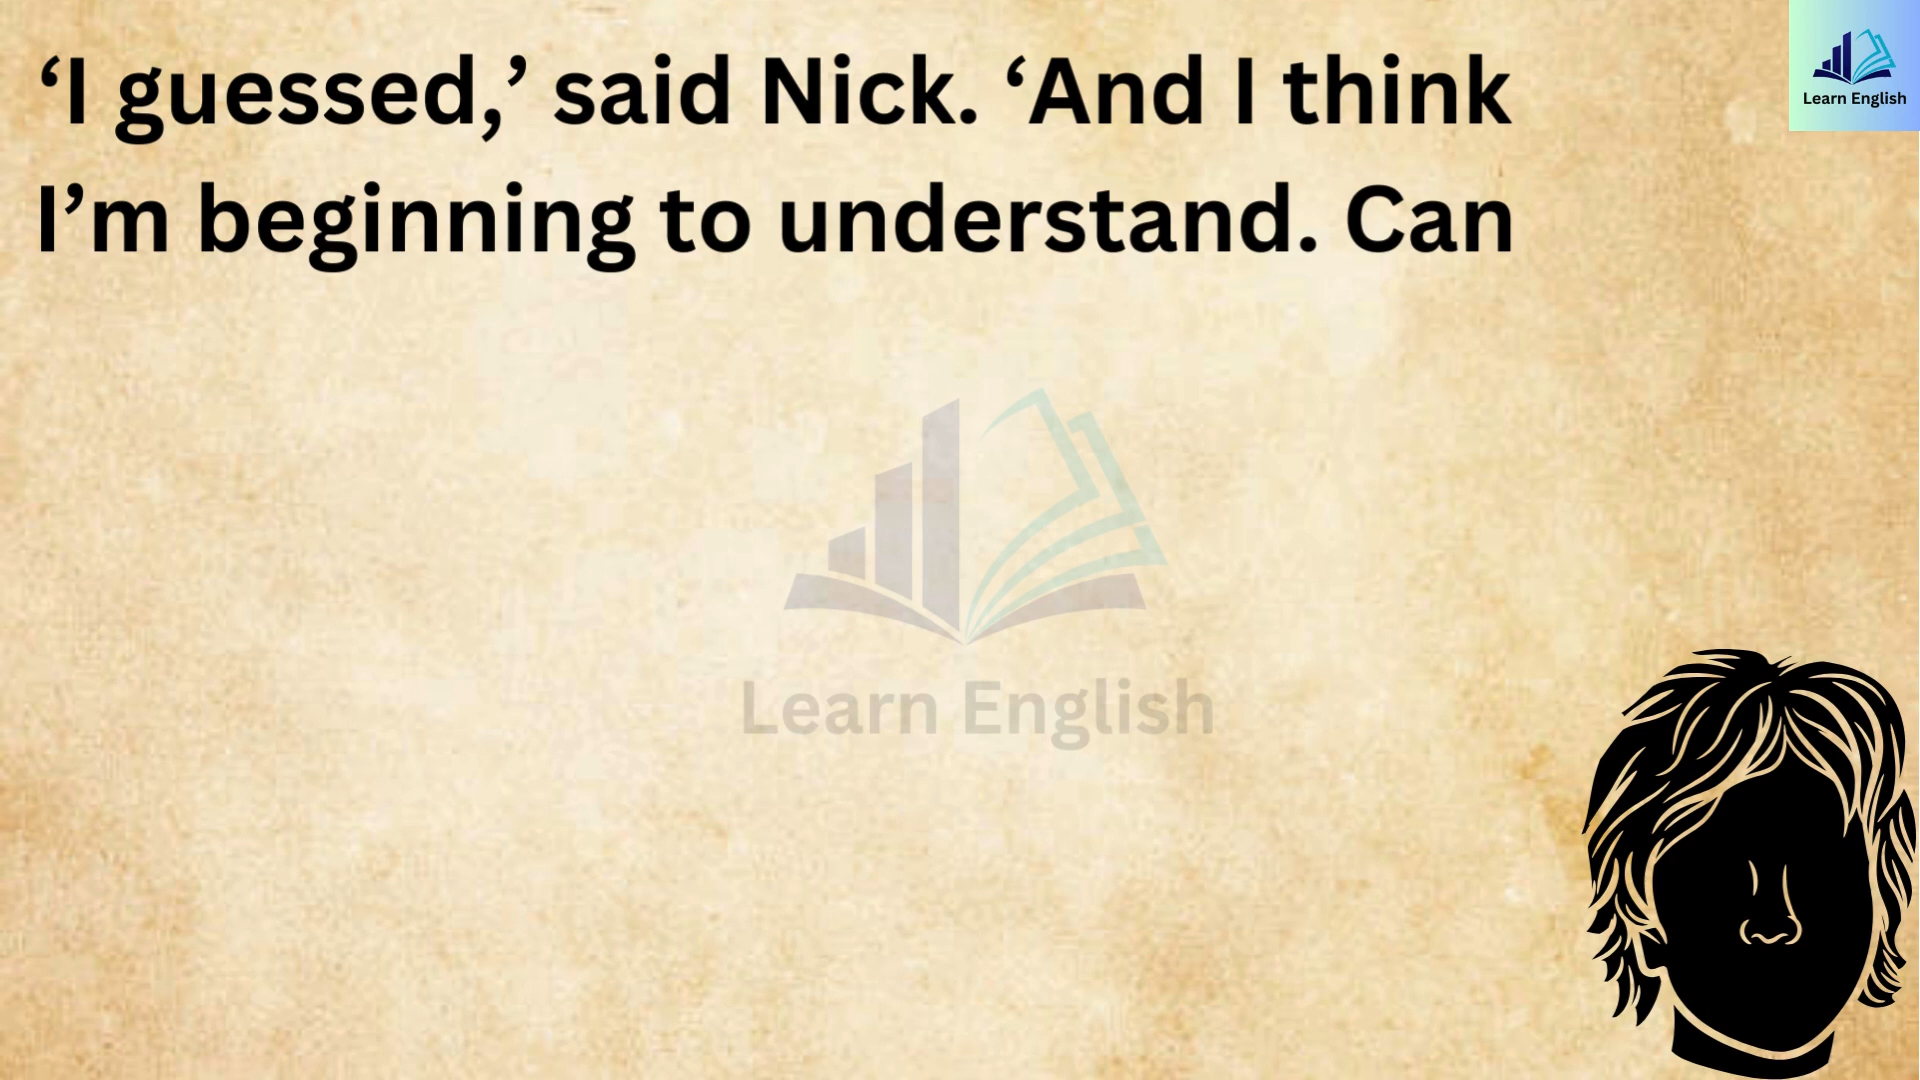 ‘I guessed,’ said Nick. ‘And I think
I’m beginning to understand. Can
Learn English
Learn English